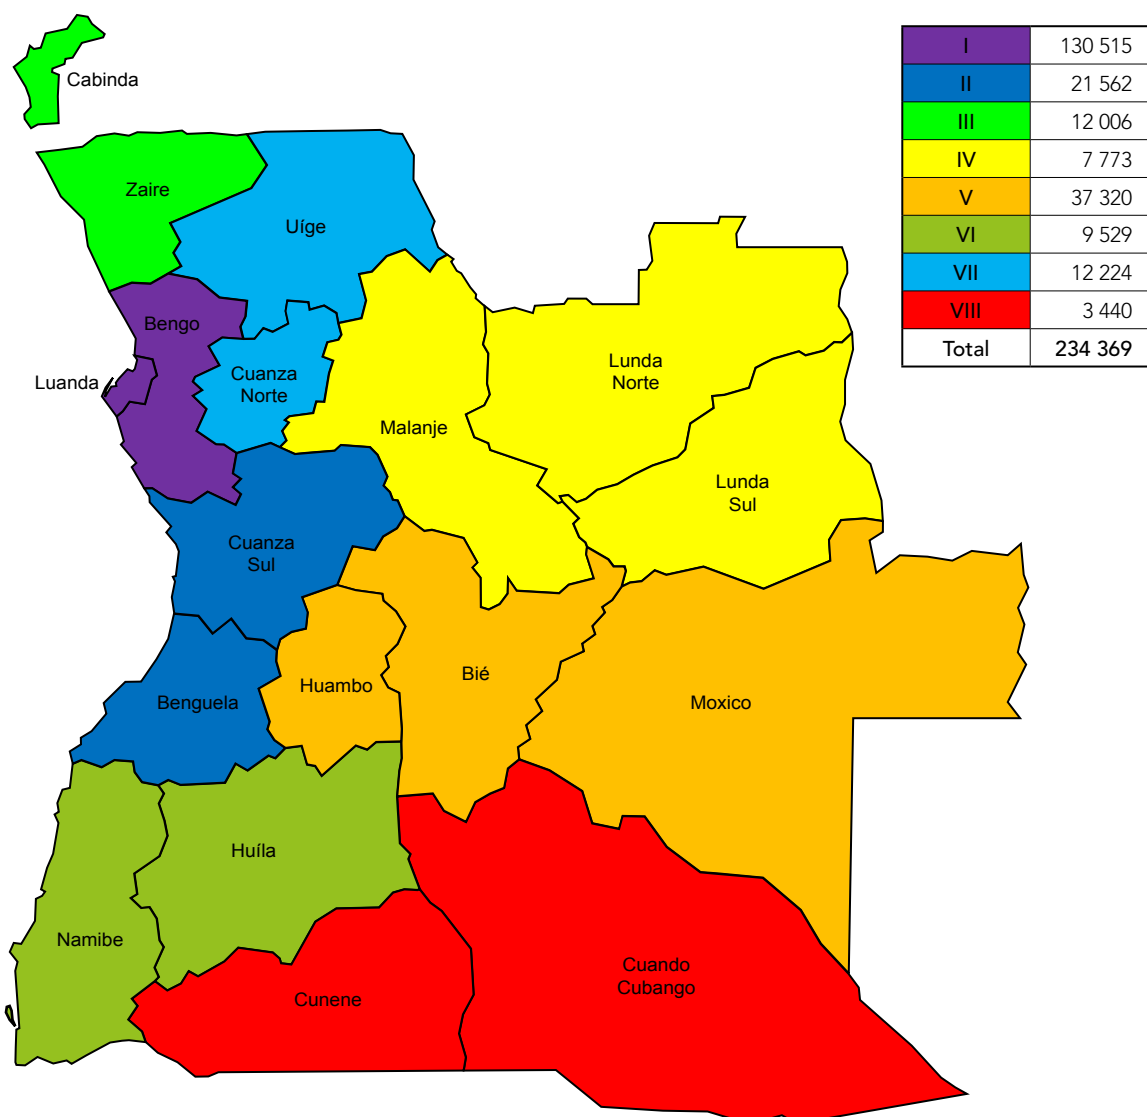 Cabinda
Zaire
Uíge
Bengo
Luanda
Cuanza
Norte
Malanje
Lunda
Norte
Lunda
Sul
Cuanza
Sul
Benguela
Huambo
Bié
Moxico
Huíla
Namibe
Cunene
Cuando
Cubango
I 130 515
II 21 562
III 12 006
IV 7 773
V 37 320
VI 9 529
VII 12 224
VIII 3 440
Total 234 369